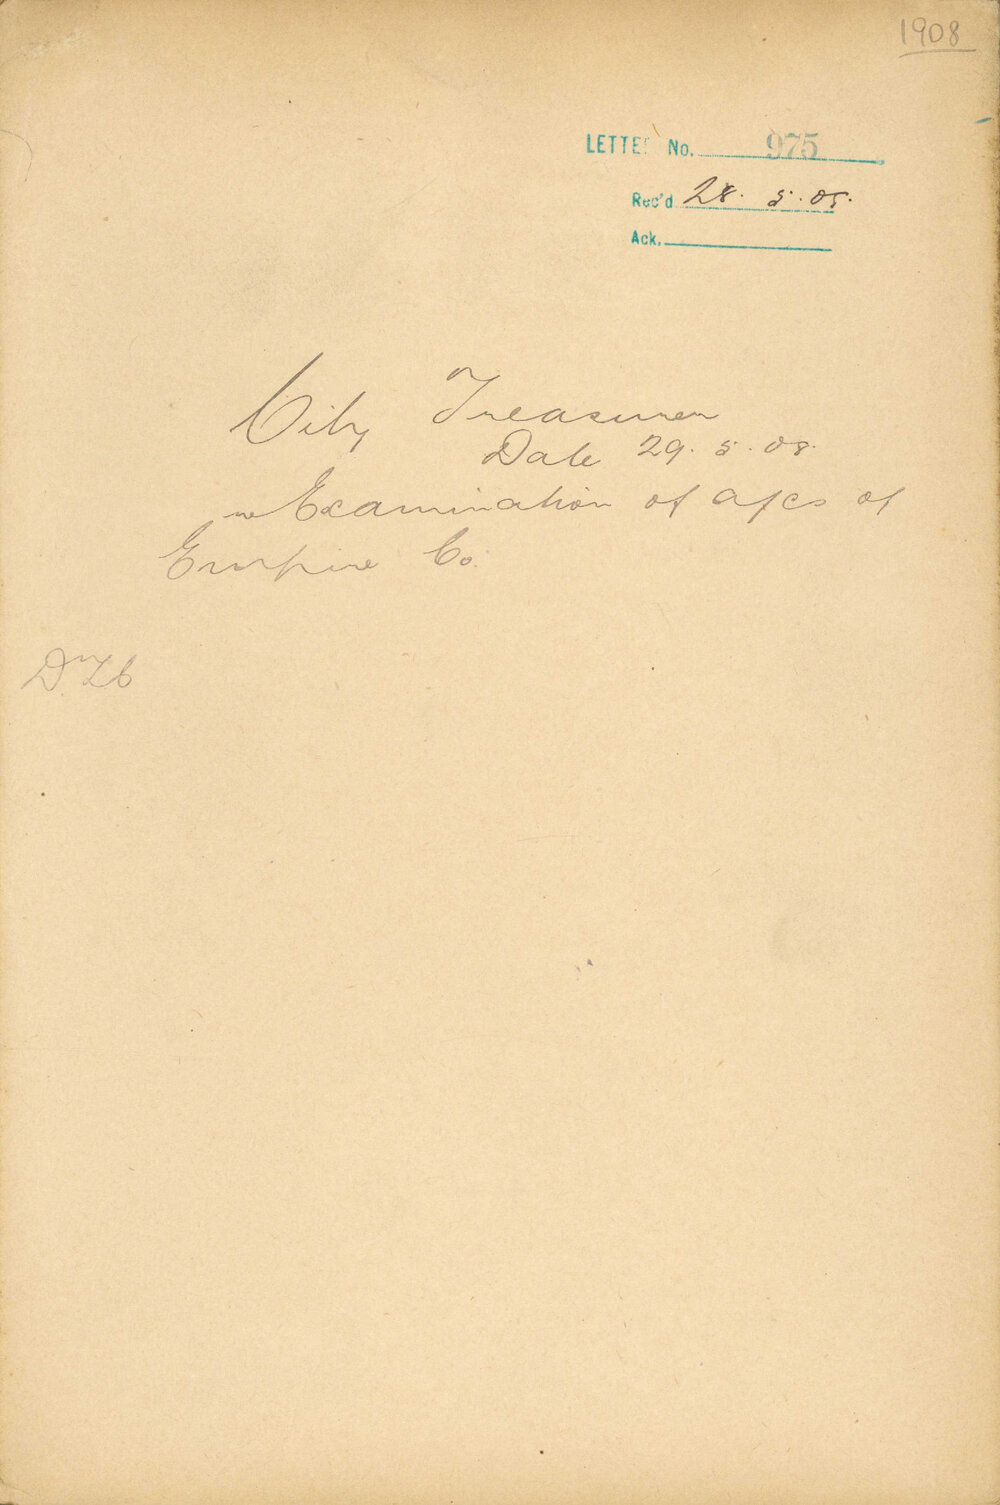 1908
LETTER No. 975
Rec'd 28. 5. 08.
Ack.
City Treasurer
Date 29. 5. 08.
re Examination of a/cs of
Empire Co.